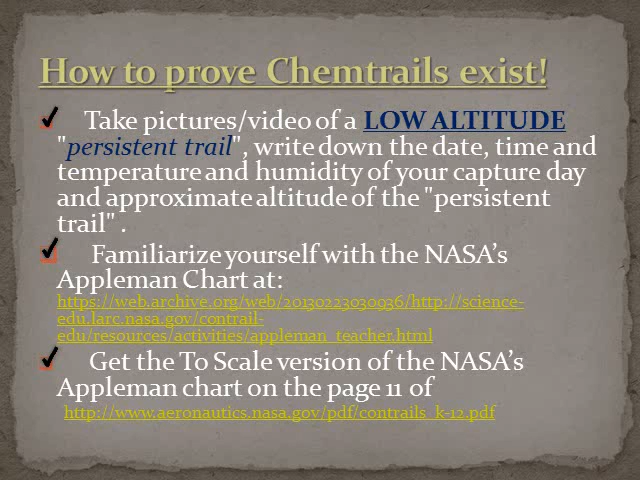 How to prove Chemtrails exist!
Take pictures/video of a LOW ALTITUDE
"persistent trail", write down the date, time and
temperature and humidity of your capture day
and approximate altitude of the "persistent
trail" .
Familiarize yourself with the NASA's
Appleman Chart at:
https://web.archive.org/web/20130223030936/http://science-
edu.larc.nasa.gov/contrail-
edu/resources/activities/appleman_teacher.html
Get the To Scale version of the NASA's
Appleman chart on the page 11 of
http://www.aeronautics.nasa.gov/pdf/contrails_k-12.pdf